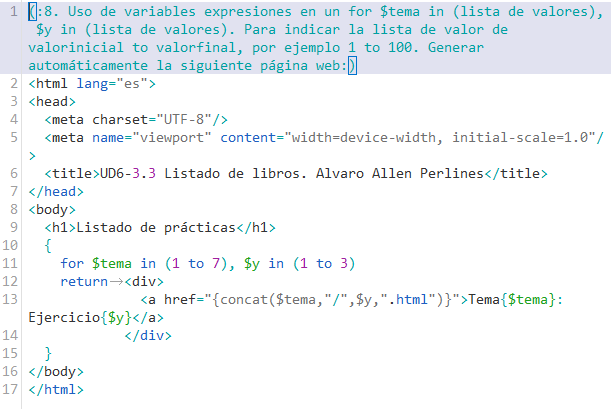 1 (:8. Uso de variables expresiones en un for $tema in (lista de valores),
$y in (lista de valores). Para indicar la lista de valor de
valorinicial to valorfinal, por ejemplo 1 to 100. Generar
automáticamente la siguiente página web:)
2 <html lang="es">
3 <head>
4 <meta charset="UTF-8"/>
5 <meta name="viewport" content="width=device-width, initial-scale=1.0"/
>
6 <title>UD6-3.3 Listado de libros. Alvaro Allen Perlines</title>
7 </head>
8 <body>
9 <h1>Listado de prácticas</h1>
10 {
11 for $tema in (1 to 7), $y in (1 to 3)
12 return→<div>
13 <a href="{concat($tema,"/",$y,".html")}">Tema{$tema}:
Ejercicio{$y}</a>
14 </div>
15 }
16 </body>
17 </html>